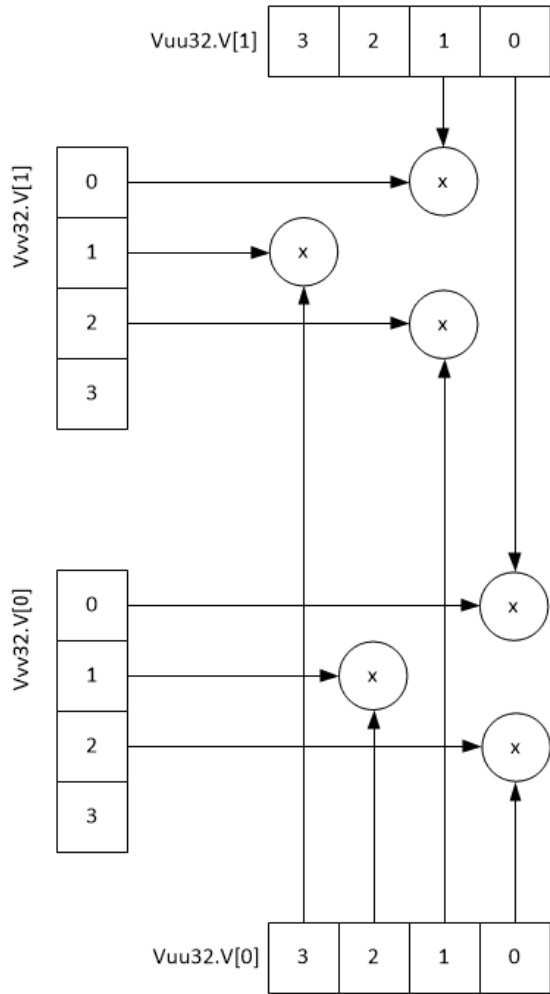 Vuu32.V[1] 3 2 1 0
Vvv32.V[1]
0 x
1 x
2 x
3
Vvv32.V[0]
0 x
1 x
2 x
3
Vuu32.V[0] 3 2 1 0